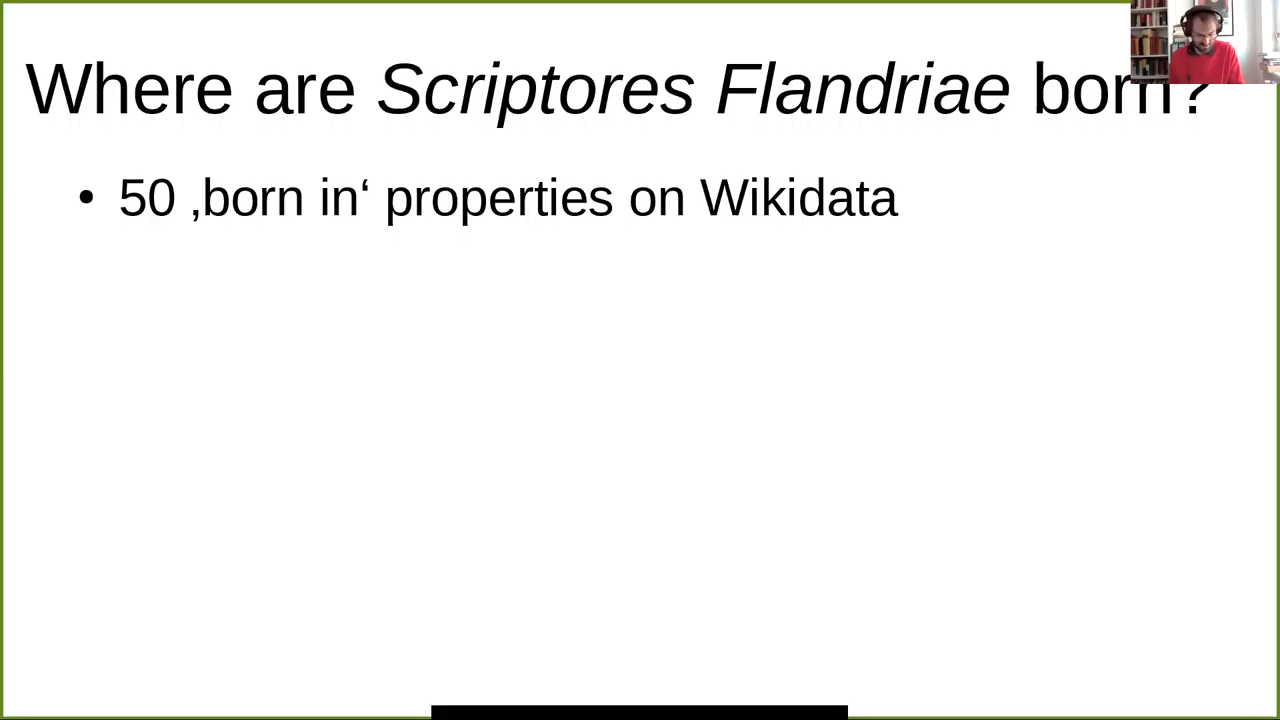 Where are Scriptores Flandriae born?
• 50 ‚born in‘ properties on Wikidata